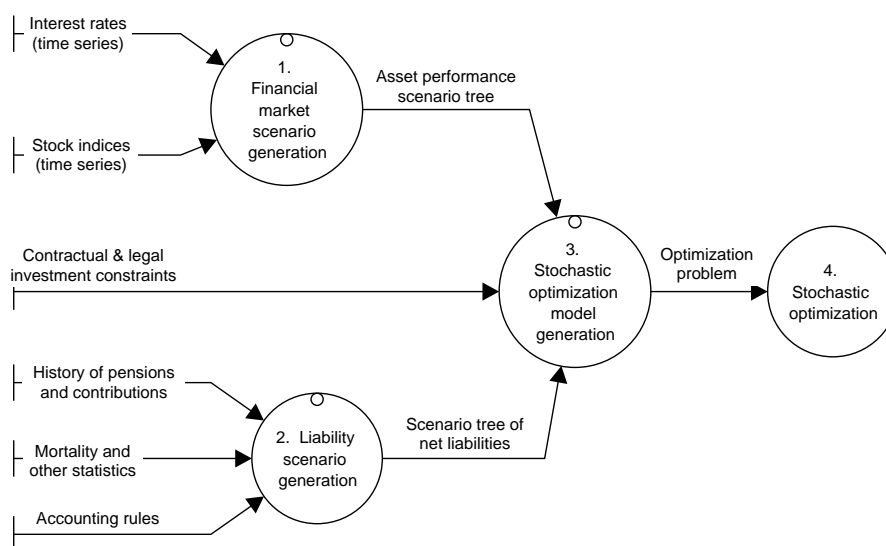 Interest rates
(time series)
Stock indices
(time series)
1.
Financial
market
scenario
generation
Asset performance
scenario tree
Contractual & legal
investment constraints
3.
Stochastic
optimization
model
generation
Optimization
problem
4.
Stochastic
optimization
History of pensions
and contributions
Mortality and
other statistics
Accounting rules
2. Liability
scenario
generation
Scenario tree of
net liabilities